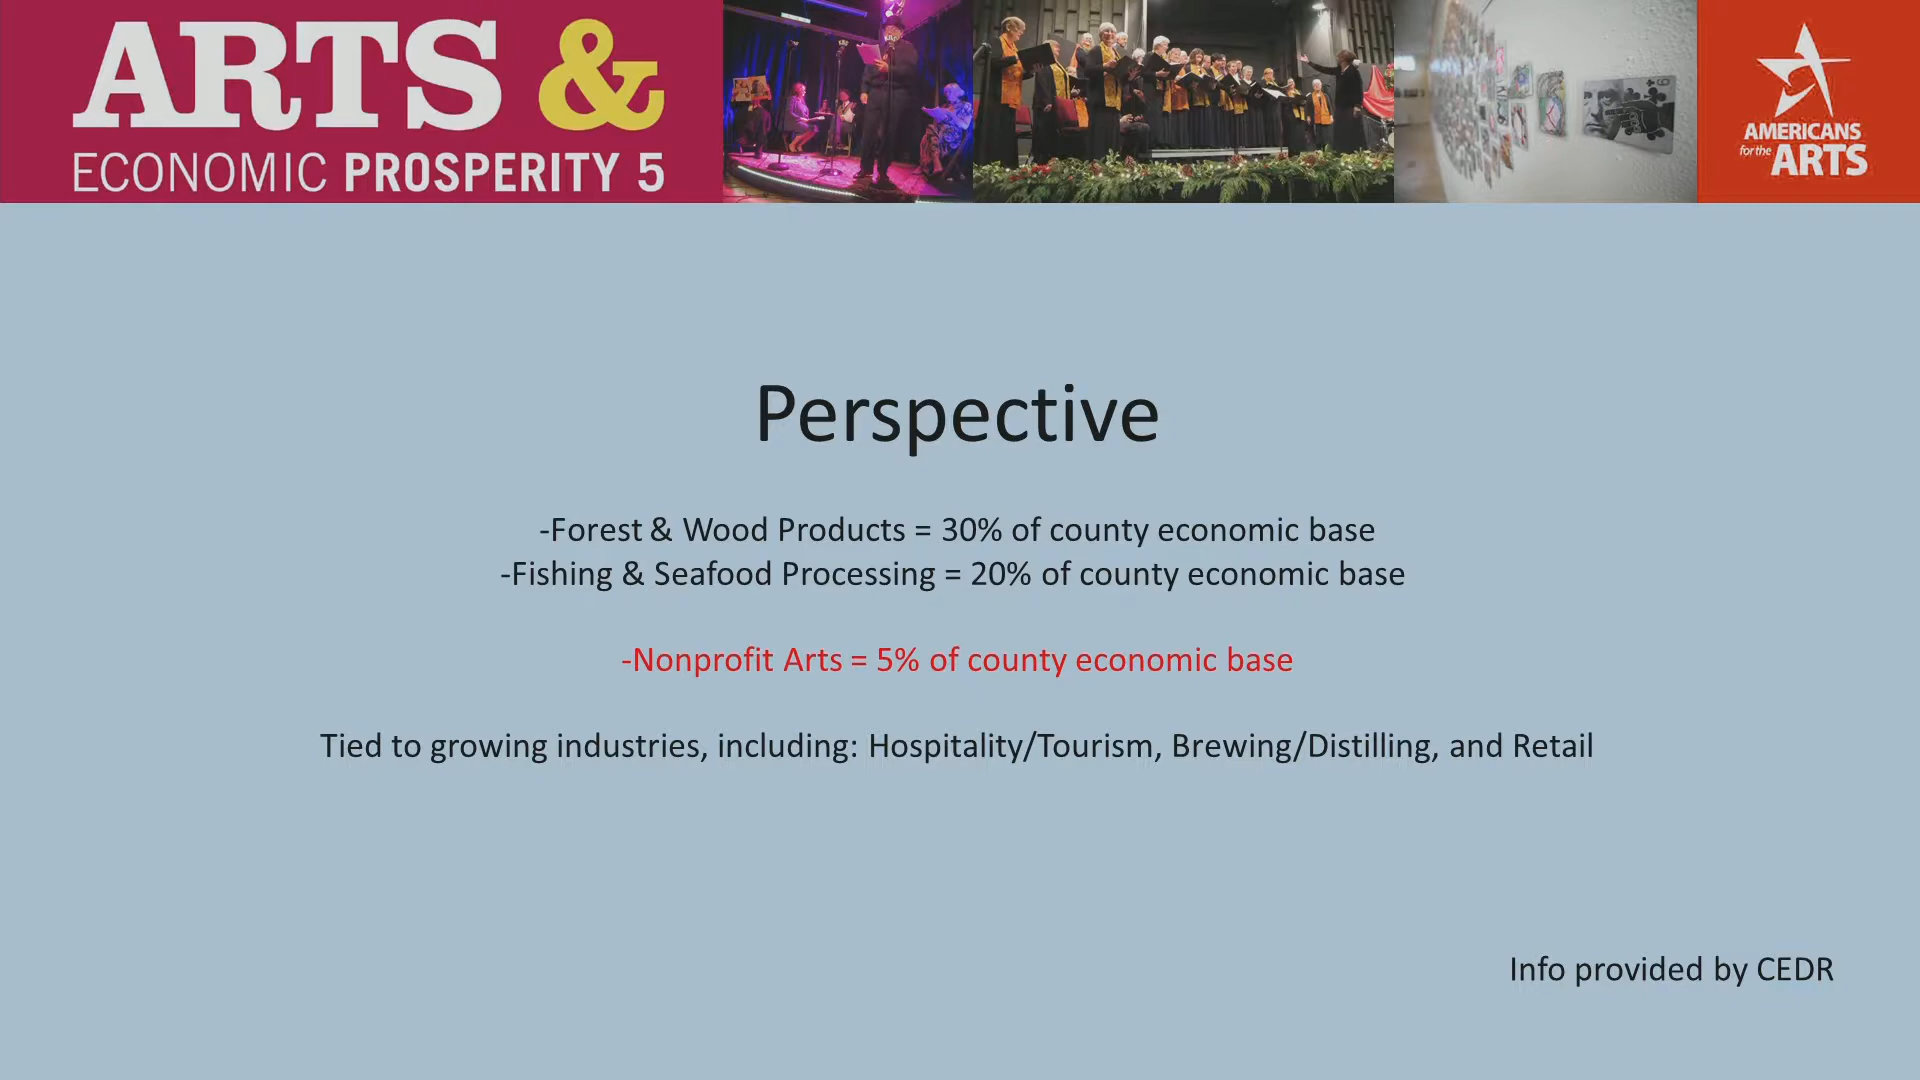 ARTS &
ECONOMIC PROSPERITY 5
AMERICANS
for the ARTS
Perspective
-Forest & Wood Products = 30% of county economic base
-Fishing & Seafood Processing = 20% of county economic base
-Nonprofit Arts = 5% of county economic base
Tied to growing industries, including: Hospitality/Tourism, Brewing/Distilling, and Retail
Info provided by CEDR